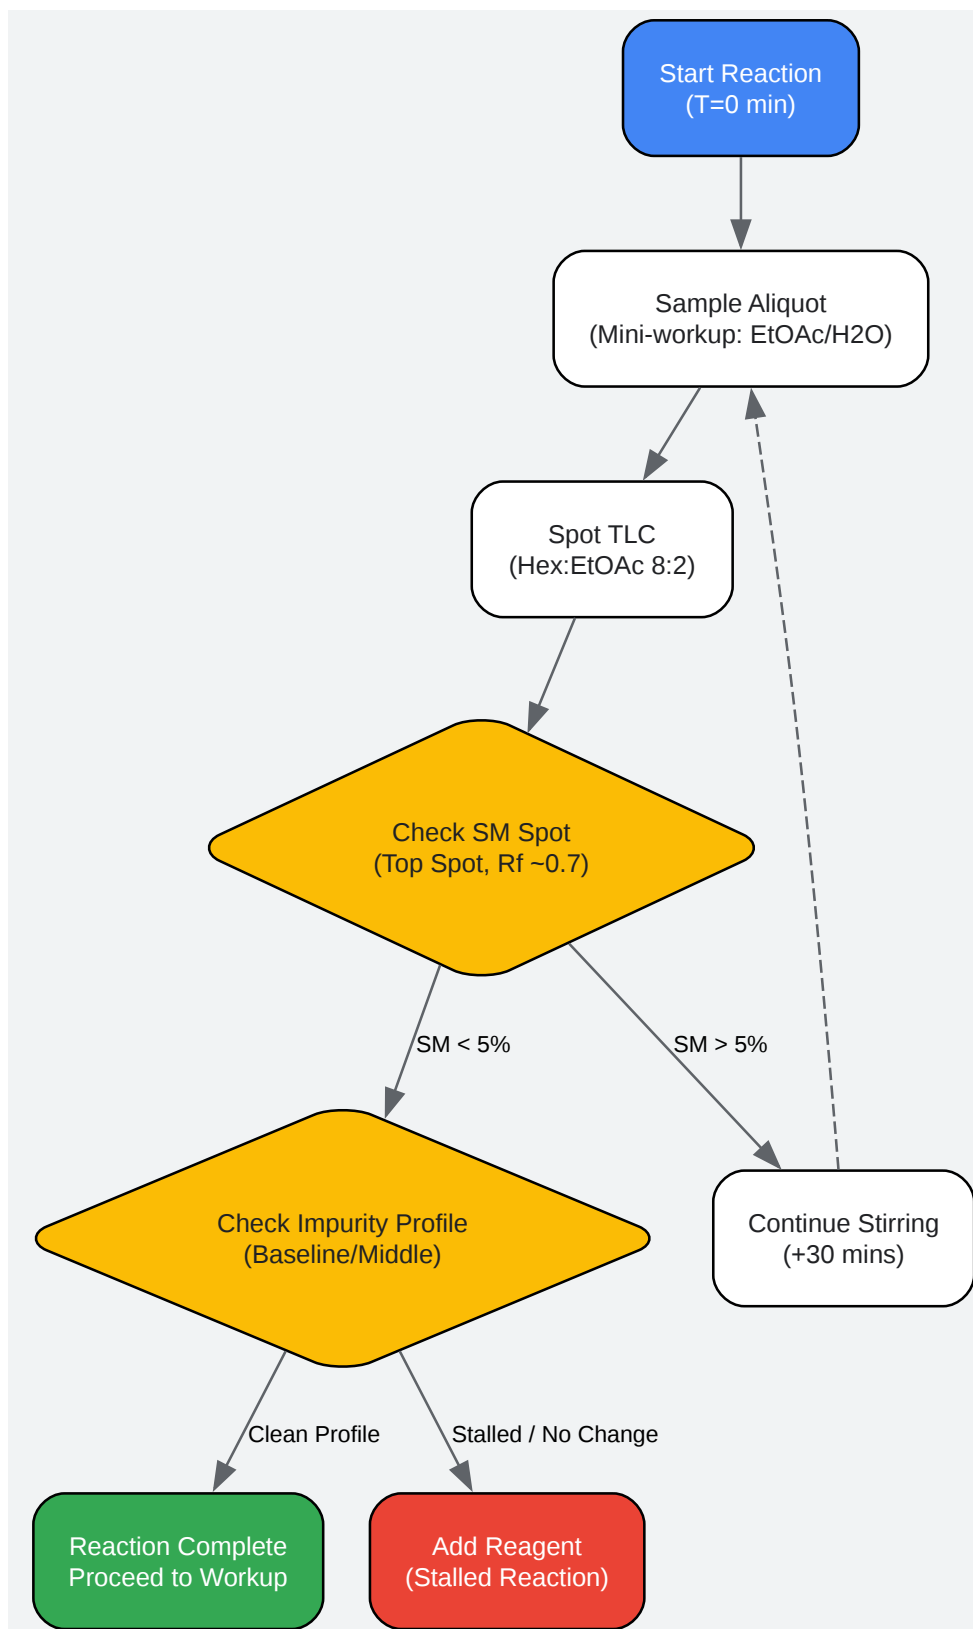 Start Reaction
(T=0 min)
Sample Aliquot
(Mini-workup: EtOAc/H2O)
Spot TLC
(Hex:EtOAc 8:2)
Check SM Spot
(Top Spot, Rf ~0.7)
SM < 5%
SM > 5%
Check Impurity Profile
(Baseline/Middle)
Continue Stirring
(+30 mins)
Clean Profile
Stalled / No Change
Reaction Complete
Proceed to Workup
Add Reagent
(Stalled Reaction)